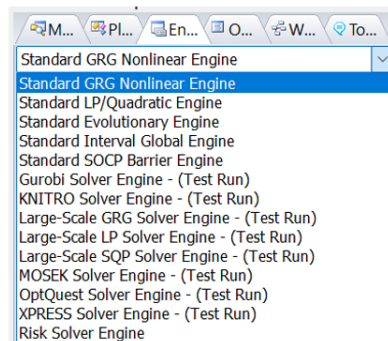 M... Pl... En... O... W... To...
Standard GRG Nonlinear Engine
Standard GRG Nonlinear Engine
Standard LP/Quadratic Engine
Standard Evolutionary Engine
Standard Interval Global Engine
Standard SOCP Barrier Engine
Gurobi Solver Engine - (Test Run)
KNITRO Solver Engine - (Test Run)
Large-Scale GRG Solver Engine - (Test Run)
Large-Scale LP Solver Engine - (Test Run)
Large-Scale SQP Solver Engine - (Test Run)
MOSEK Solver Engine - (Test Run)
OptQuest Solver Engine - (Test Run)
XPRESS Solver Engine - (Test Run)
Risk Solver Engine